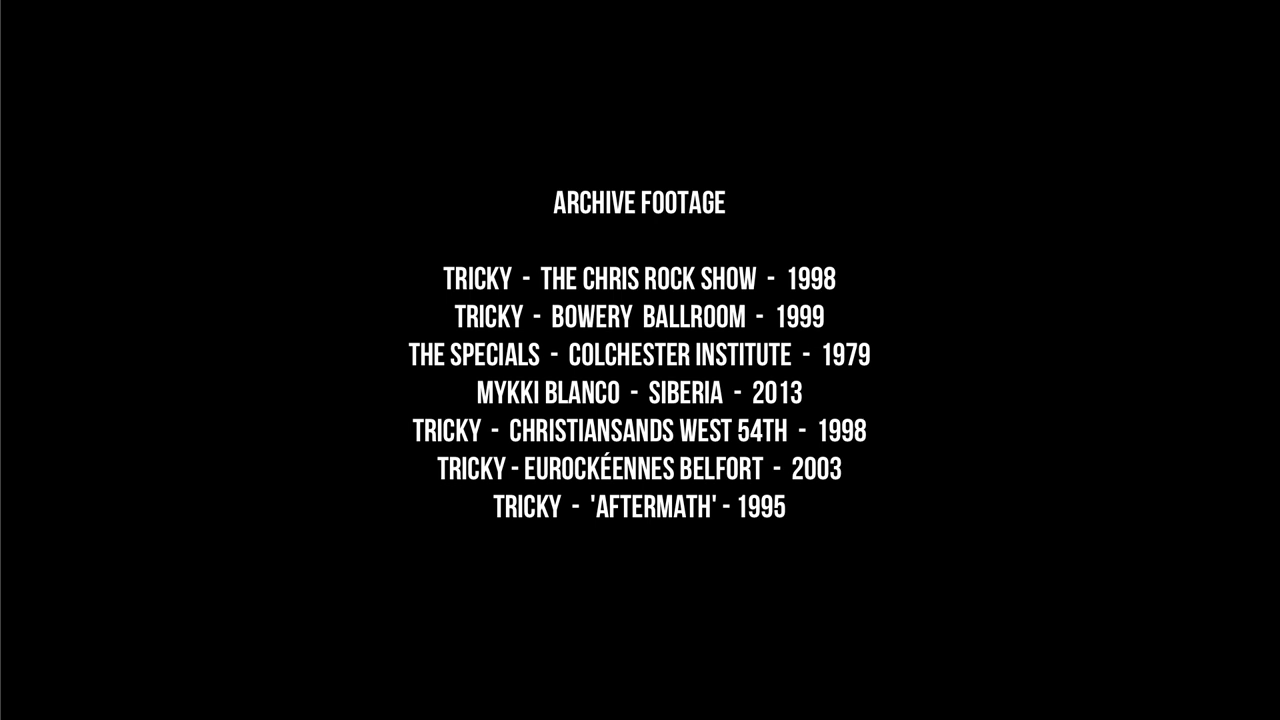 ARCHIVE FOOTAGE
TRICKY - THE CHRIS ROCK SHOW - 1998
TRICKY - BOWERY BALLROOM - 1999
THE SPECIALS - COLCHESTER INSTITUTE - 1979
MYKKI BLANCO - SIBERIA - 2013
TRICKY - CHRISTIANSANDS WEST 54TH - 1998
TRICKY - EUROCKÉENNES BELFORT - 2003
TRICKY - 'AFTERMATH' - 1995